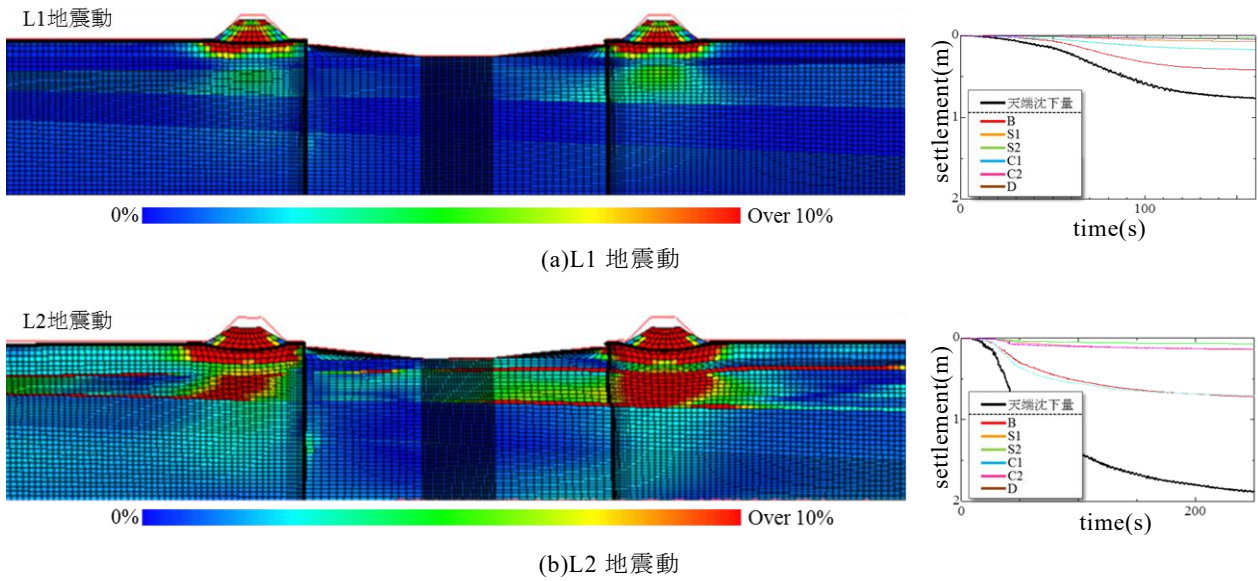 L1地震動
0%
Over 10%
settlement(m)
0
1
2
天端沈下量
B
S1
S2
C1
C2
D
0
100
time(s)
(a)L1 地震動
L2地震動
0%
Over 10%
settlement(m)
0
1
2
天端沈下量
B
S1
S2
C1
C2
D
0
200
time(s)
(b)L2 地震動